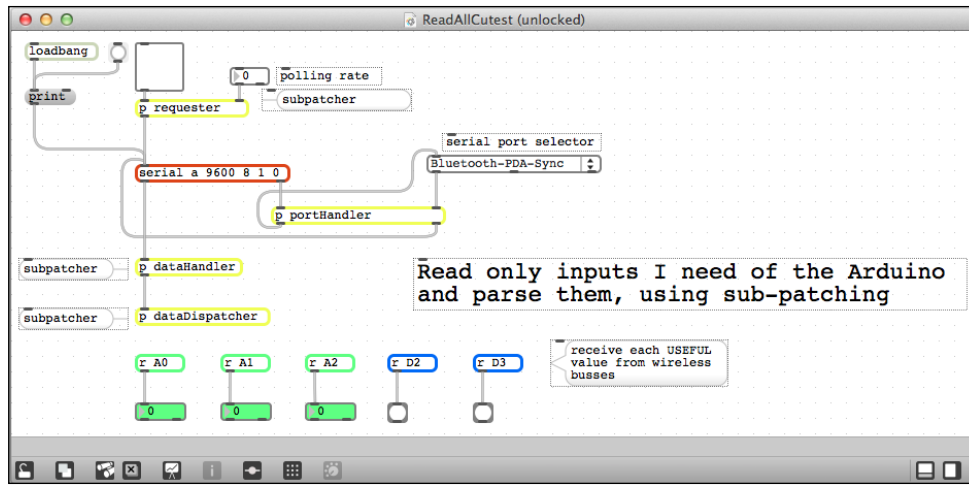 ReadAllCutest (unlocked)
loadbang
0
polling rate
print
subpatcher
p requester
serial port selector
Bluetooth-PDA-Sync
serial a 9600 8 1 0
p portHandler
subpatcher
p dataHandler
Read only inputs I need of the Arduino
and parse them, using sub-patching
subpatcher
p dataDispatcher
r A0
r A1
r A2
r D2
r D3
receive each USEFUL
value from wireless
busses
0
0
0
i